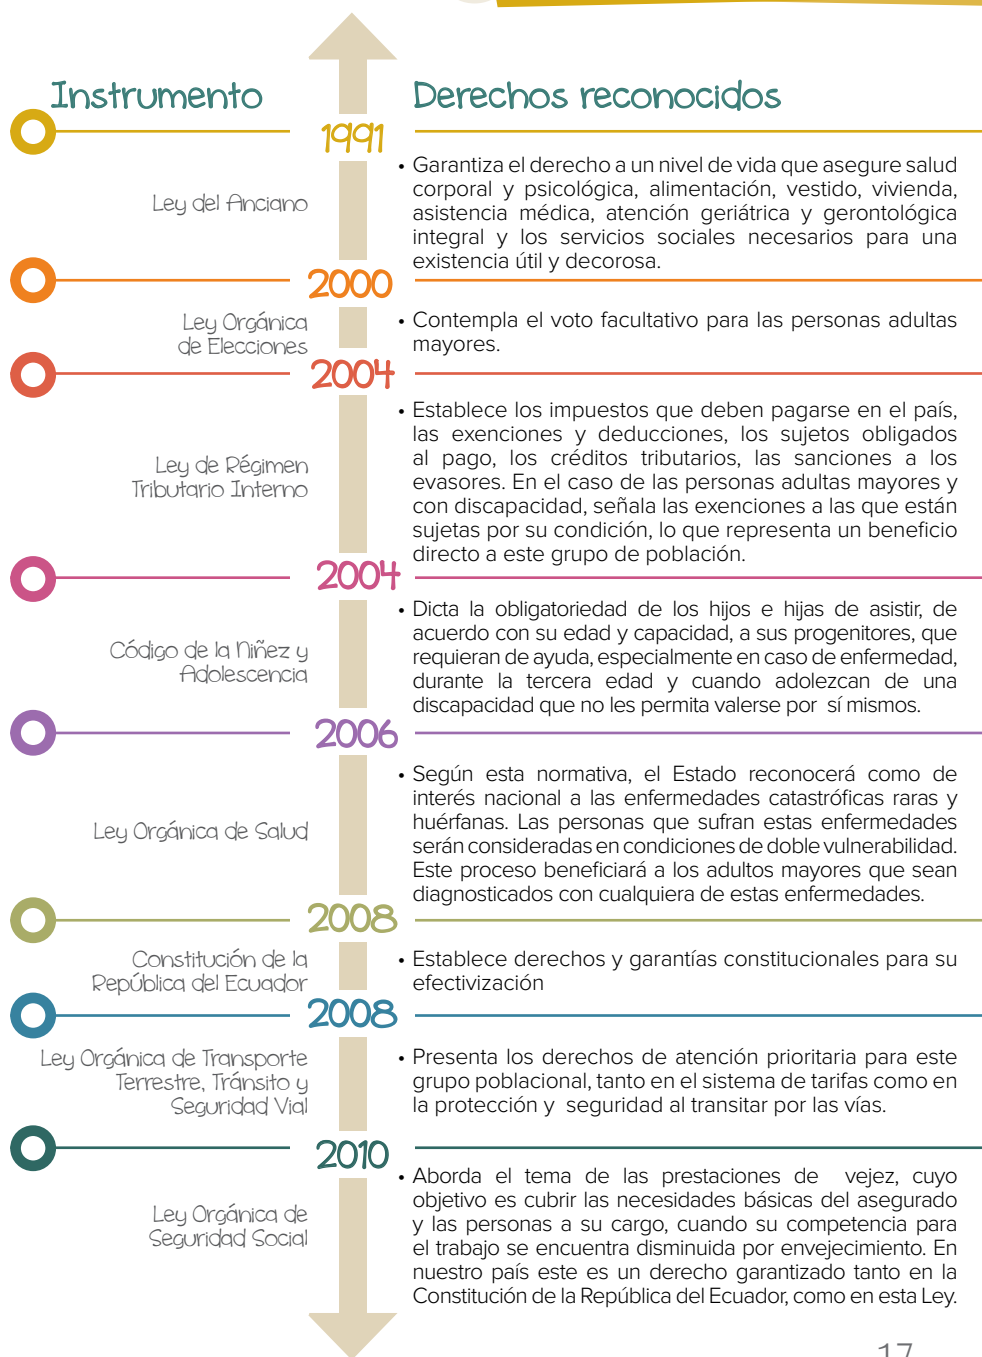 Instrumento
Derechos reconocidos
1991
Ley del Anciano
• Garantiza el derecho a un nivel de vida que asegure salud
corporal y psicológica, alimentación, vestido, vivienda,
asistencia médica, atención geriátrica y gerontológica
integral y los servicios sociales necesarios para una
existencia útil y decorosa.
2000
Ley Orgánica
de Elecciones
• Contempla el voto facultativo para las personas adultas
mayores.
2004
Ley de Régimen
Tributario Interno
• Establece los impuestos que deben pagarse en el país,
las exenciones y deducciones, los sujetos obligados
al pago, los créditos tributarios, las sanciones a los
evasores. En el caso de las personas adultas mayores y
con discapacidad, señala las exenciones a las que están
sujetas por su condición, lo que representa un beneficio
directo a este grupo de población.
2004
Código de la Niñez y
Adolescencia
• Dicta la obligatoriedad de los hijos e hijas de asistir, de
acuerdo con su edad y capacidad, a sus progenitores, que
requieran de ayuda, especialmente en caso de enfermedad,
durante la tercera edad y cuando adolezcan de una
discapacidad que no les permita valerse por sí mismos.
2006
Ley Orgánica de Salud
• Según esta normativa, el Estado reconocerá como de
interés nacional a las enfermedades catastróficas raras y
huérfanas. Las personas que sufran estas enfermedades
serán consideradas en condiciones de doble vulnerabilidad.
Este proceso beneficiará a los adultos mayores que sean
diagnosticados con cualquiera de estas enfermedades.
2008
Constitución de la
República del Ecuador
• Establece derechos y garantías constitucionales para su
efectivización
2008
Ley Orgánica de Transporte
Terrestre, Tránsito y
Seguridad Vial
• Presenta los derechos de atención prioritaria para este
grupo poblacional, tanto en el sistema de tarifas como en
la protección y seguridad al transitar por las vías.
2010
Ley Orgánica de
Seguridad Social
• Aborda el tema de las prestaciones de vejez, cuyo
objetivo es cubrir las necesidades básicas del asegurado
y las personas a su cargo, cuando su competencia para
el trabajo se encuentra disminuida por envejecimiento. En
nuestro país este es un derecho garantizado tanto en la
Constitución de la República del Ecuador, como en esta Ley.
17